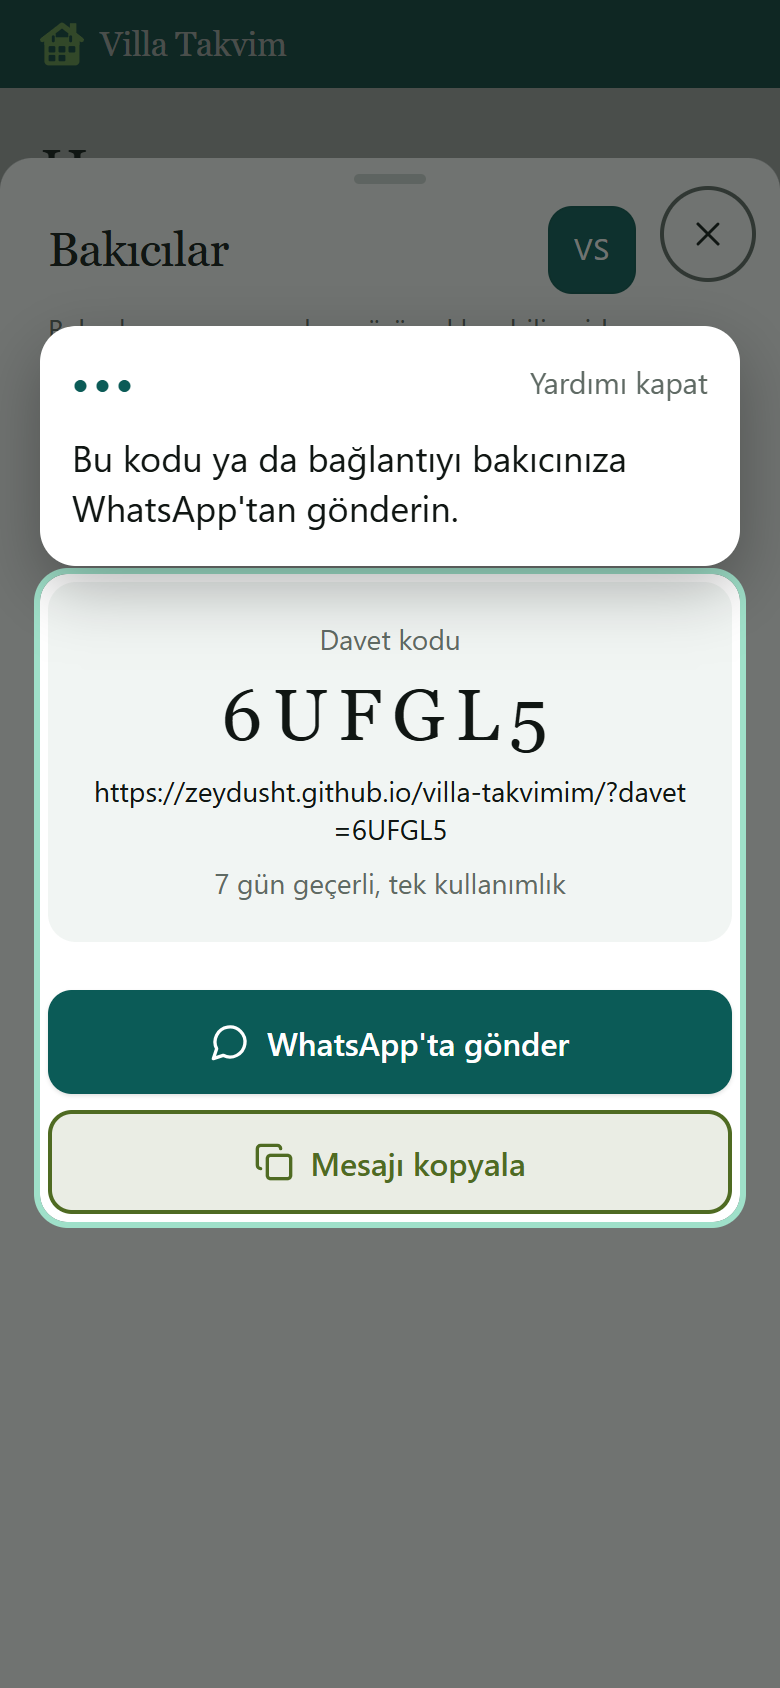 Villa Takvim
Bakıcılar
VS
Yardımı kapat
Bu kodu ya da bağlantıyı bakıcınıza
WhatsApp'tan gönderin.
Davet kodu
6UFGL5
https://zeydusht.github.io/villa-takvimim/?davet
=6UFGL5
7 gün geçerli, tek kullanımlık
WhatsApp'ta gönder
Mesajı kopyala